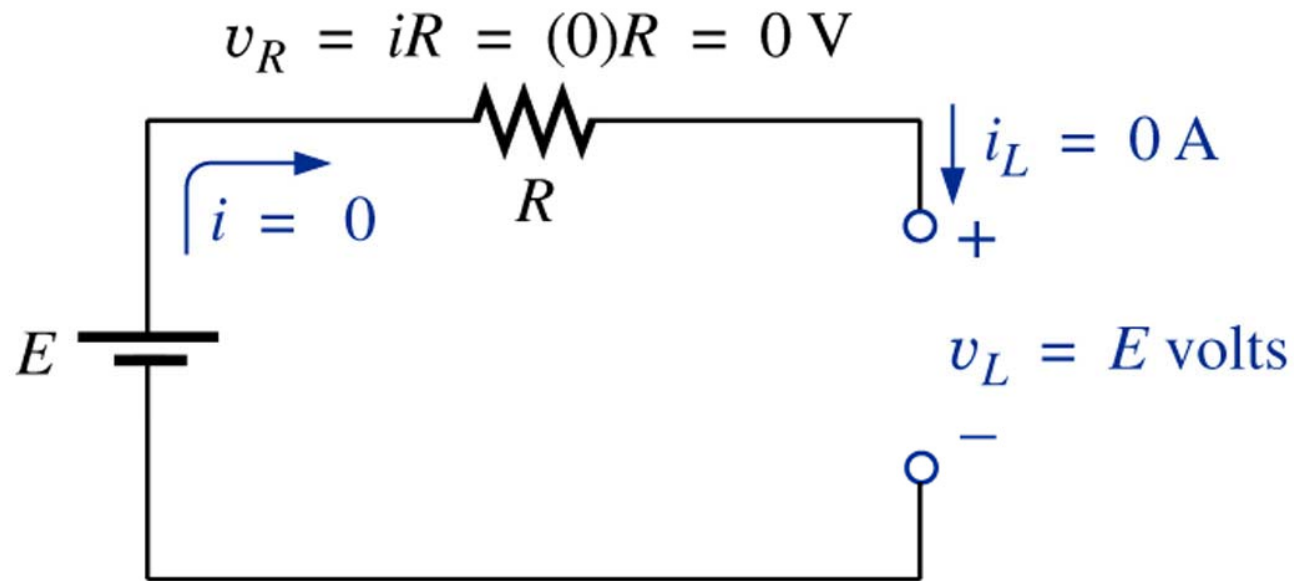 v_R = iR = (0)R = 0 V
i_L = 0 A
i = 0
R
+
E
v_L = E volts
−